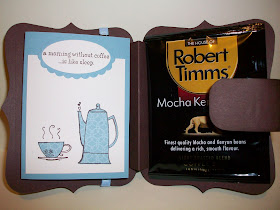 a morning without coffee
...is like sleep.
THE HOUSE OF
Robert
Timms
Mocha Ke
Finest quality Mocha and Kenyan beans
delivering a rich, smooth flavour.